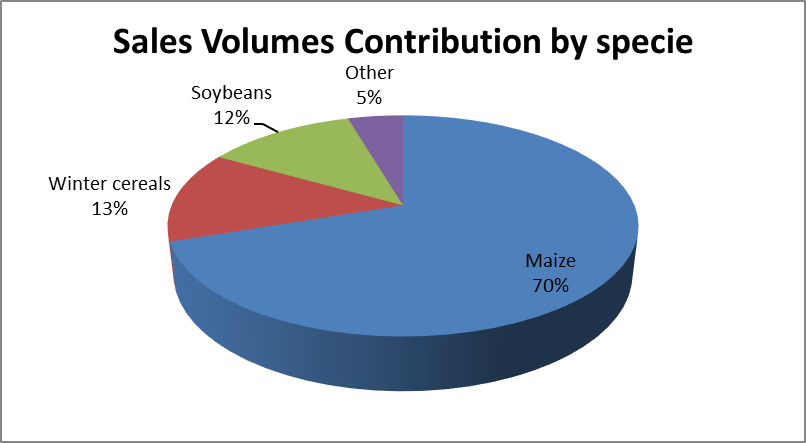 Sales Volumes Contribution by specie
Other
5%
Soybeans
12%
Winter cereals
13%
Maize
70%